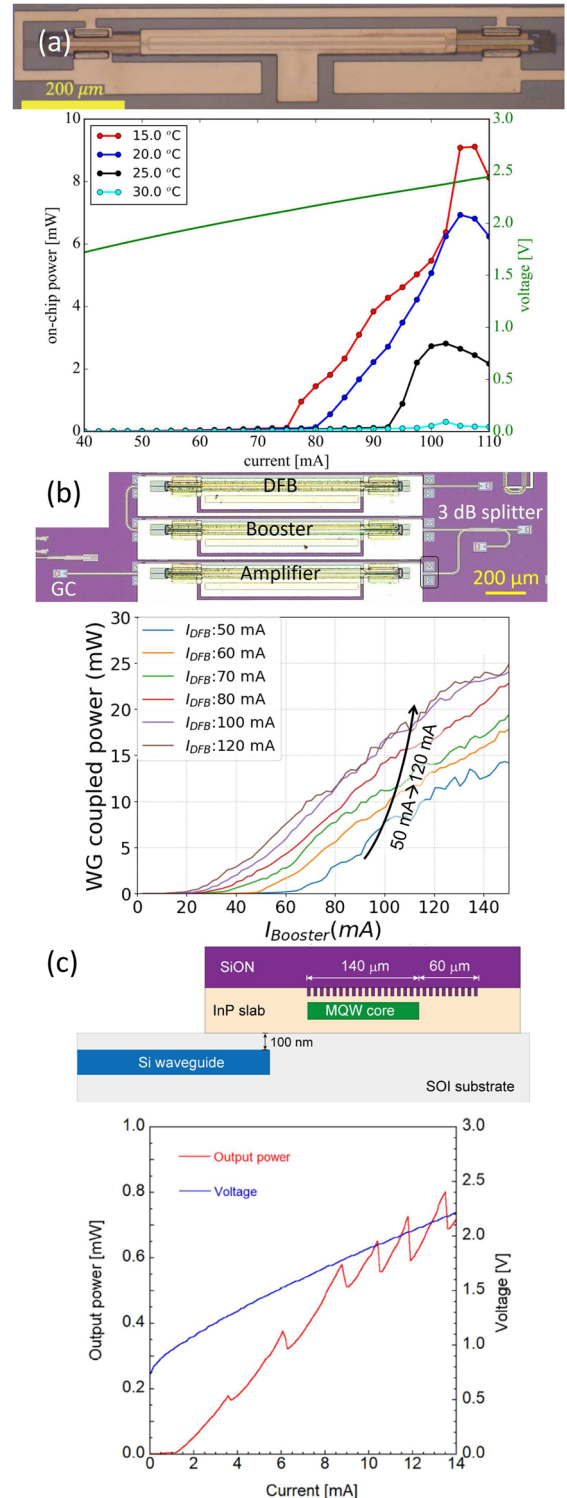 (a)
200 μm
10
8
6
4
2
0
on-chip power [mW]
15.0 °C
20.0 °C
25.0 °C
30.0 °C
3.0
2.5
2.0
1.5
1.0
0.5
0.0
voltage [V]
40 50 60 70 80 90 100 110
current [mA]
(b)
DFB
Booster
Amplifier
GC
3 dB splitter
200 μm
30
25
20
15
10
5
0
WG coupled power (mW)
I_DFB:50 mA
I_DFB:60 mA
I_DFB:70 mA
I_DFB:80 mA
I_DFB:100 mA
I_DFB:120 mA
50 mA→120 mA
0 20 40 60 80 100 120 140
I_Booster(mA)
(c)
SiON
140 μm
60 μm
InP slab
MQW core
100 nm
Si waveguide
SOI substrate
1.0
0.8
0.6
0.4
0.2
0.0
Output power [mW]
Output power
Voltage
3.0
2.5
2.0
1.5
1.0
0.5
0.0
Voltage [V]
0 2 4 6 8 10 12 14
Current [mA]